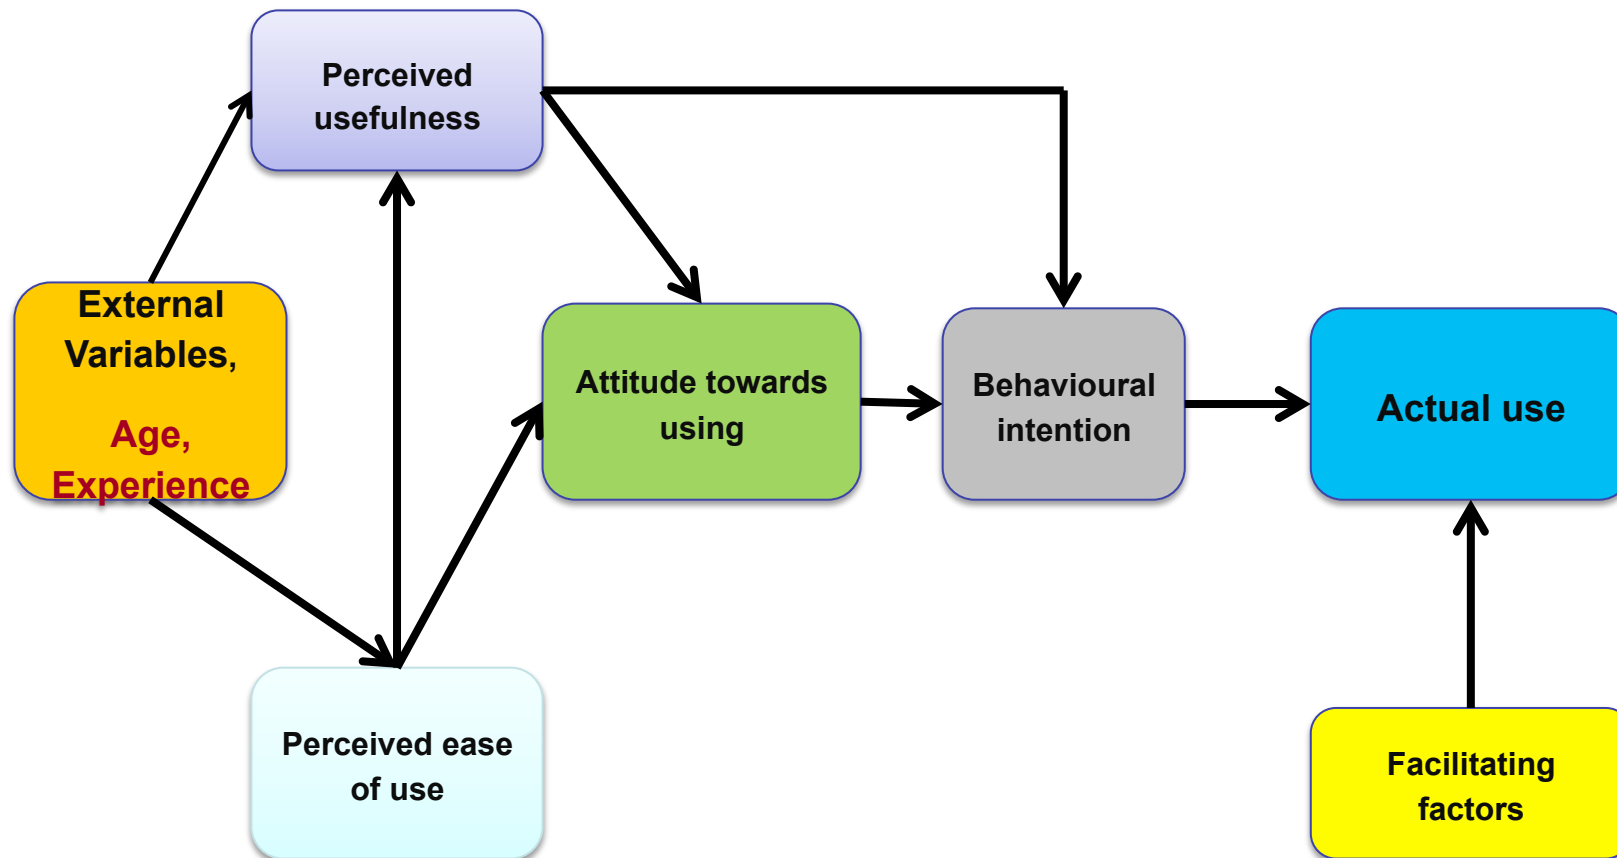 Perceived
usefulness
External
Variables,
Age,
Experience
Attitude towards
using
Behavioural
intention
Actual use
Perceived ease
of use
Facilitating
factors